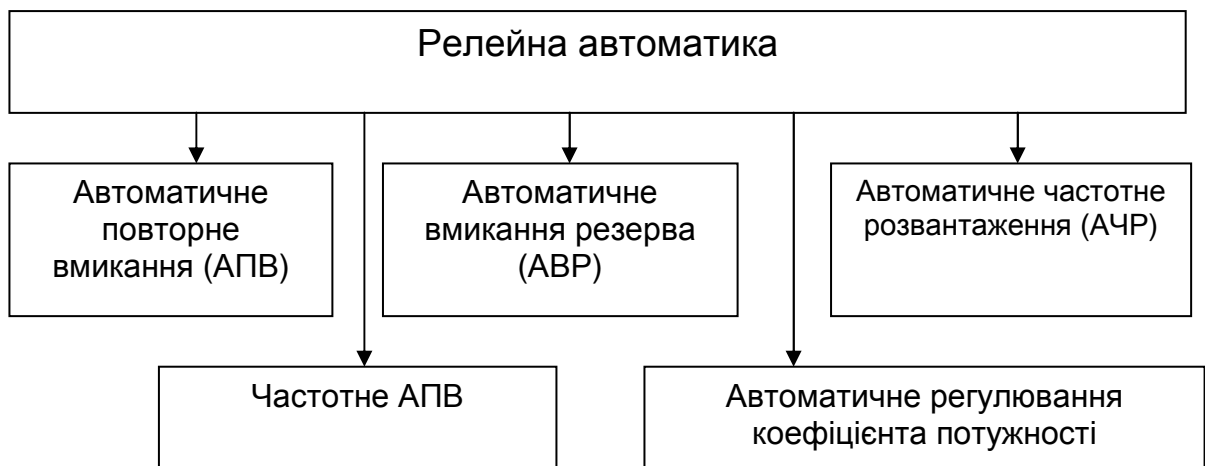 Релейна автоматика
Автоматичне
повторне
вмикання (АПВ)
Автоматичне
вмикання резерва
(АВР)
Автоматичне частотне
розвантаження (АЧР)
Частотне АПВ
Автоматичне регулювання
коефіцієнта потужності